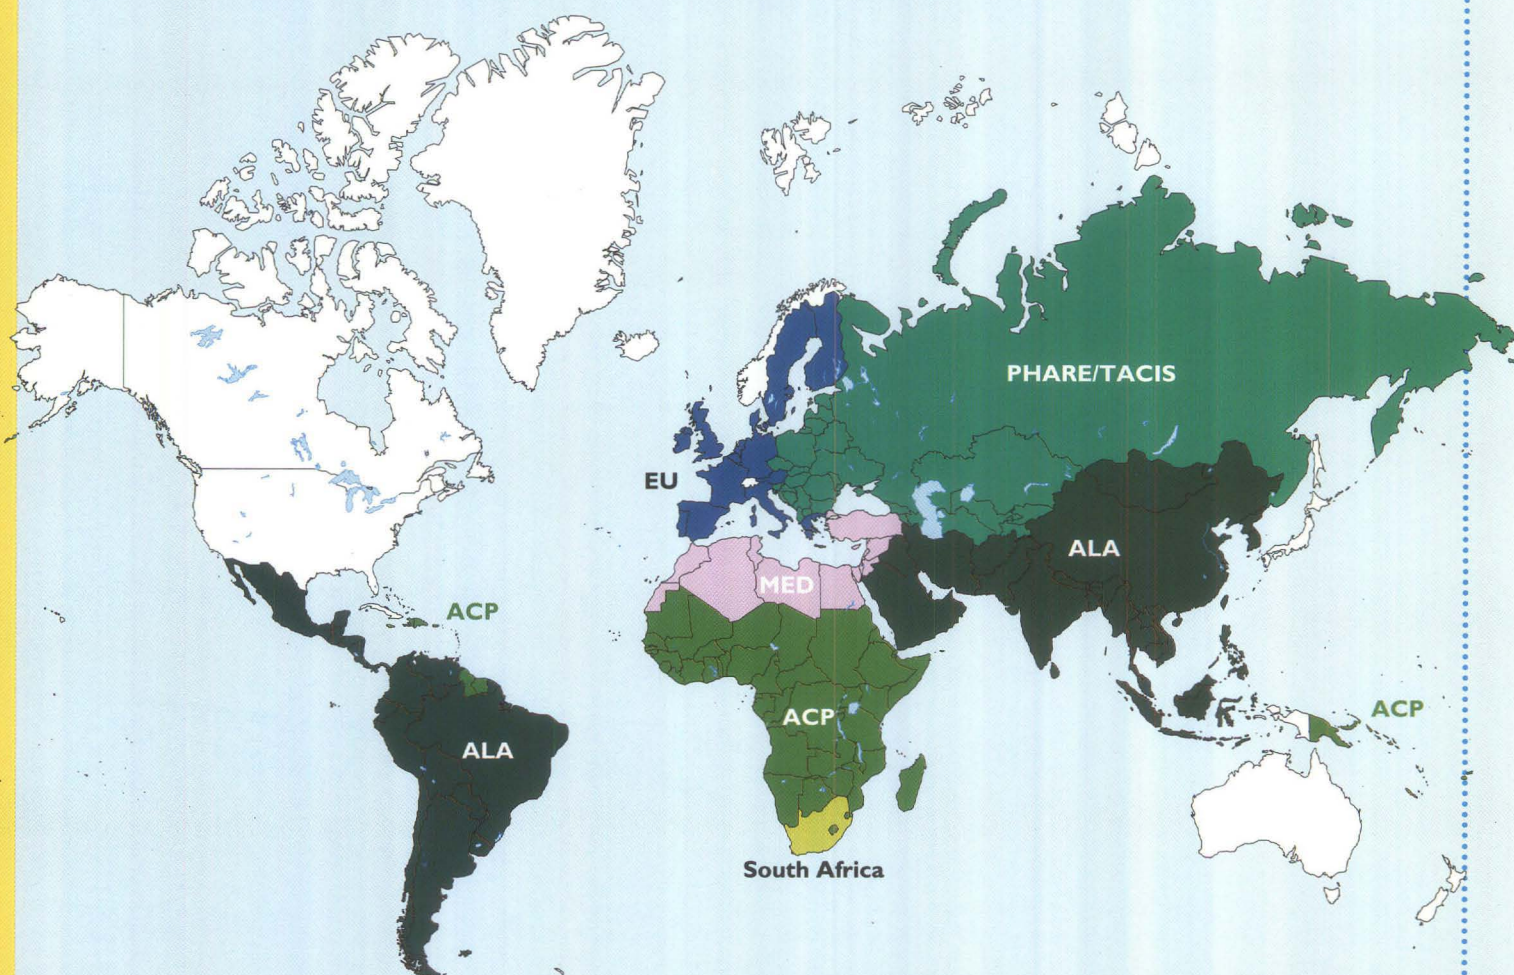 PHARE/TACIS
EU
ALA
MED
ACP
ACP
ACP
ALA
South Africa